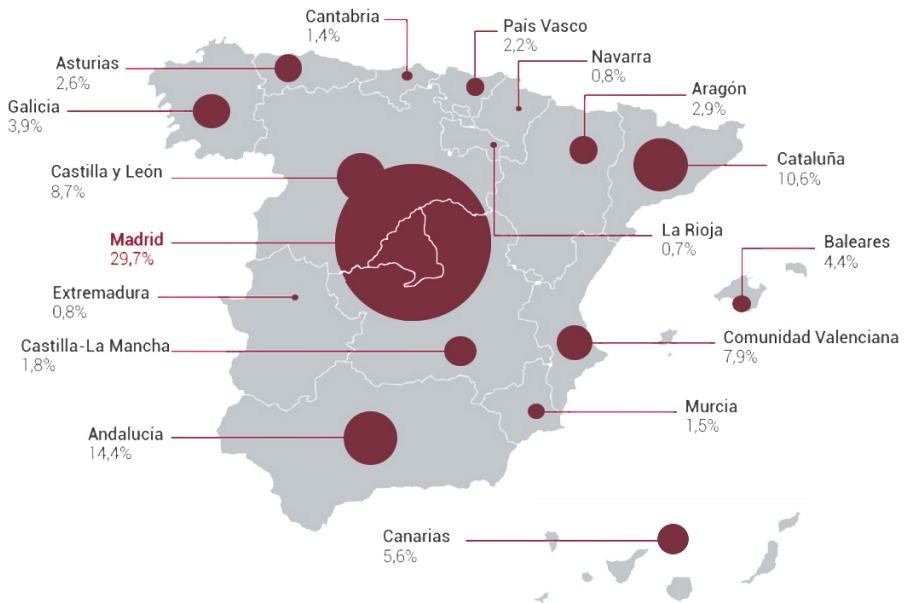 Cantabria
1,4%
País Vasco
2,2%
Asturias
2,6%
Navarra
0,8%
Galicia
3,9%
Aragón
2,9%
Castilla y León
8,7%
Cataluña
10,6%
Madrid
29,7%
La Rioja
0,7%
Baleares
4,4%
Extremadura
0,8%
Castilla-La Mancha
1,8%
Comunidad Valenciana
7,9%
Murcia
1,5%
Andalucía
14,4%
Canarias
5,6%